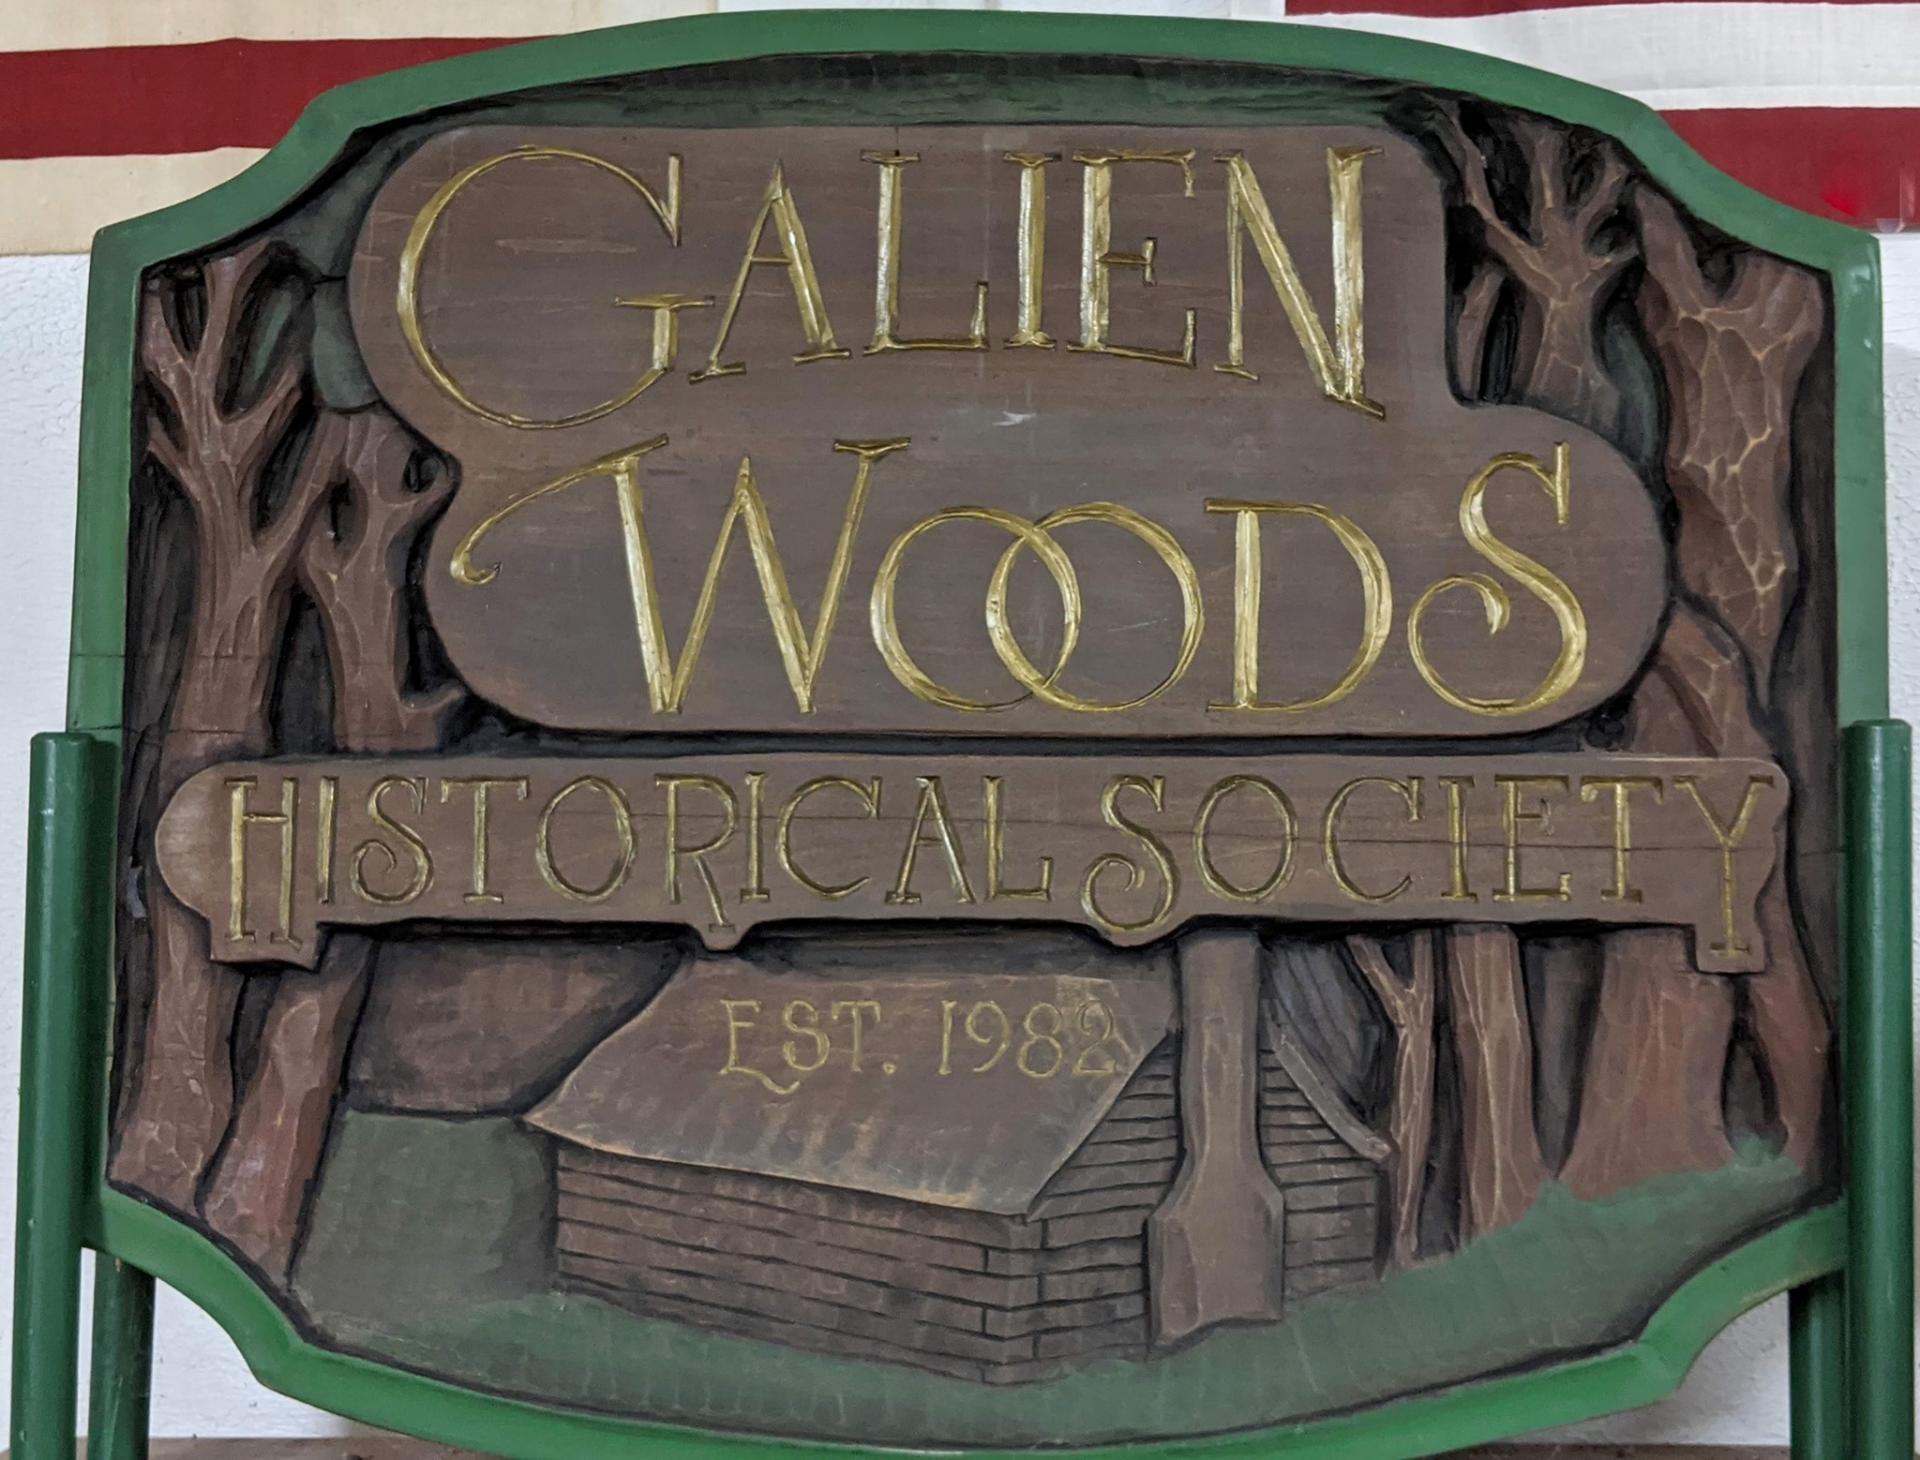 GALIEN
WOODS
HISTORICAL SOCIETY
EST. 1982